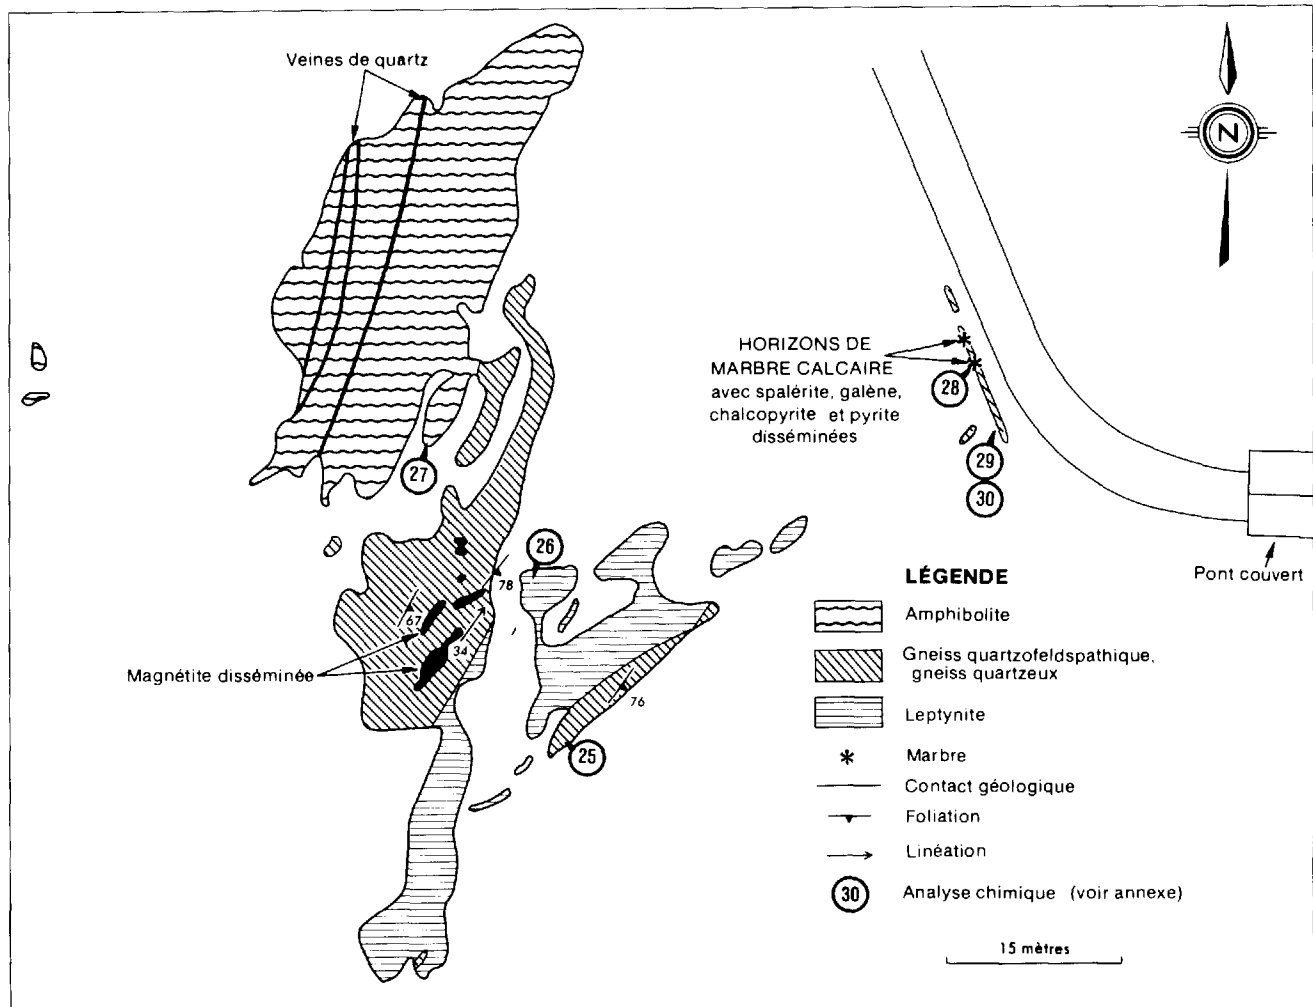 Veines de quartz
N
HORIZONS DE
MARBRE CALCAIRE
avec spalérite, galène,
chalcopyrite et pyrite
disséminées
28
27
29
30
26
78
67
34
Magnétite disséminée
76
25
Pont couvert
LÉGENDE
Amphibolite
Gneiss quartzofeldspathique,
gneiss quartzeux
Leptynite
Marbre
Contact géologique
Foliation
Linéation
30 Analyse chimique (voir annexe)
15 mètres